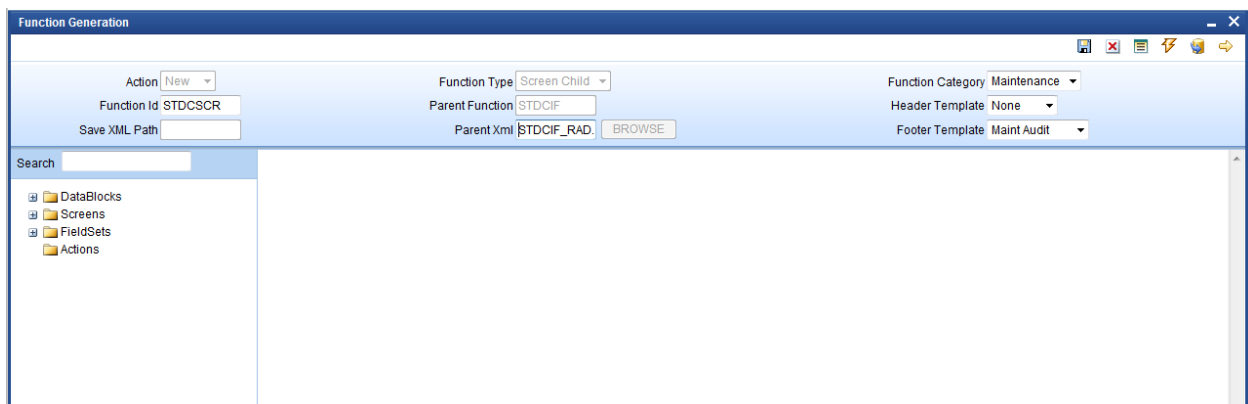 Function Generation
Action New Function Type Screen Child Function Category Maintenance
Function Id STDCSCR Parent Function STDCIF Header Template None
Save XML Path Parent Xml STDCIF_RAD. BROWSE Footer Template Maint Audit
Search
DataBlocks
Screens
FieldSets
Actions